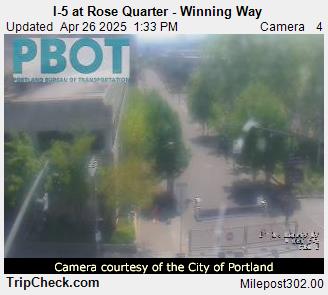 I-5 at Rose Quarter - Winning Way
Updated Apr 26 2025 1:33 PM Camera 4
PBOT
PORTLAND BUREAU OF TRANSPORTATION
Camera courtesy of the City of Portland
TripCheck.com Milepost302.00